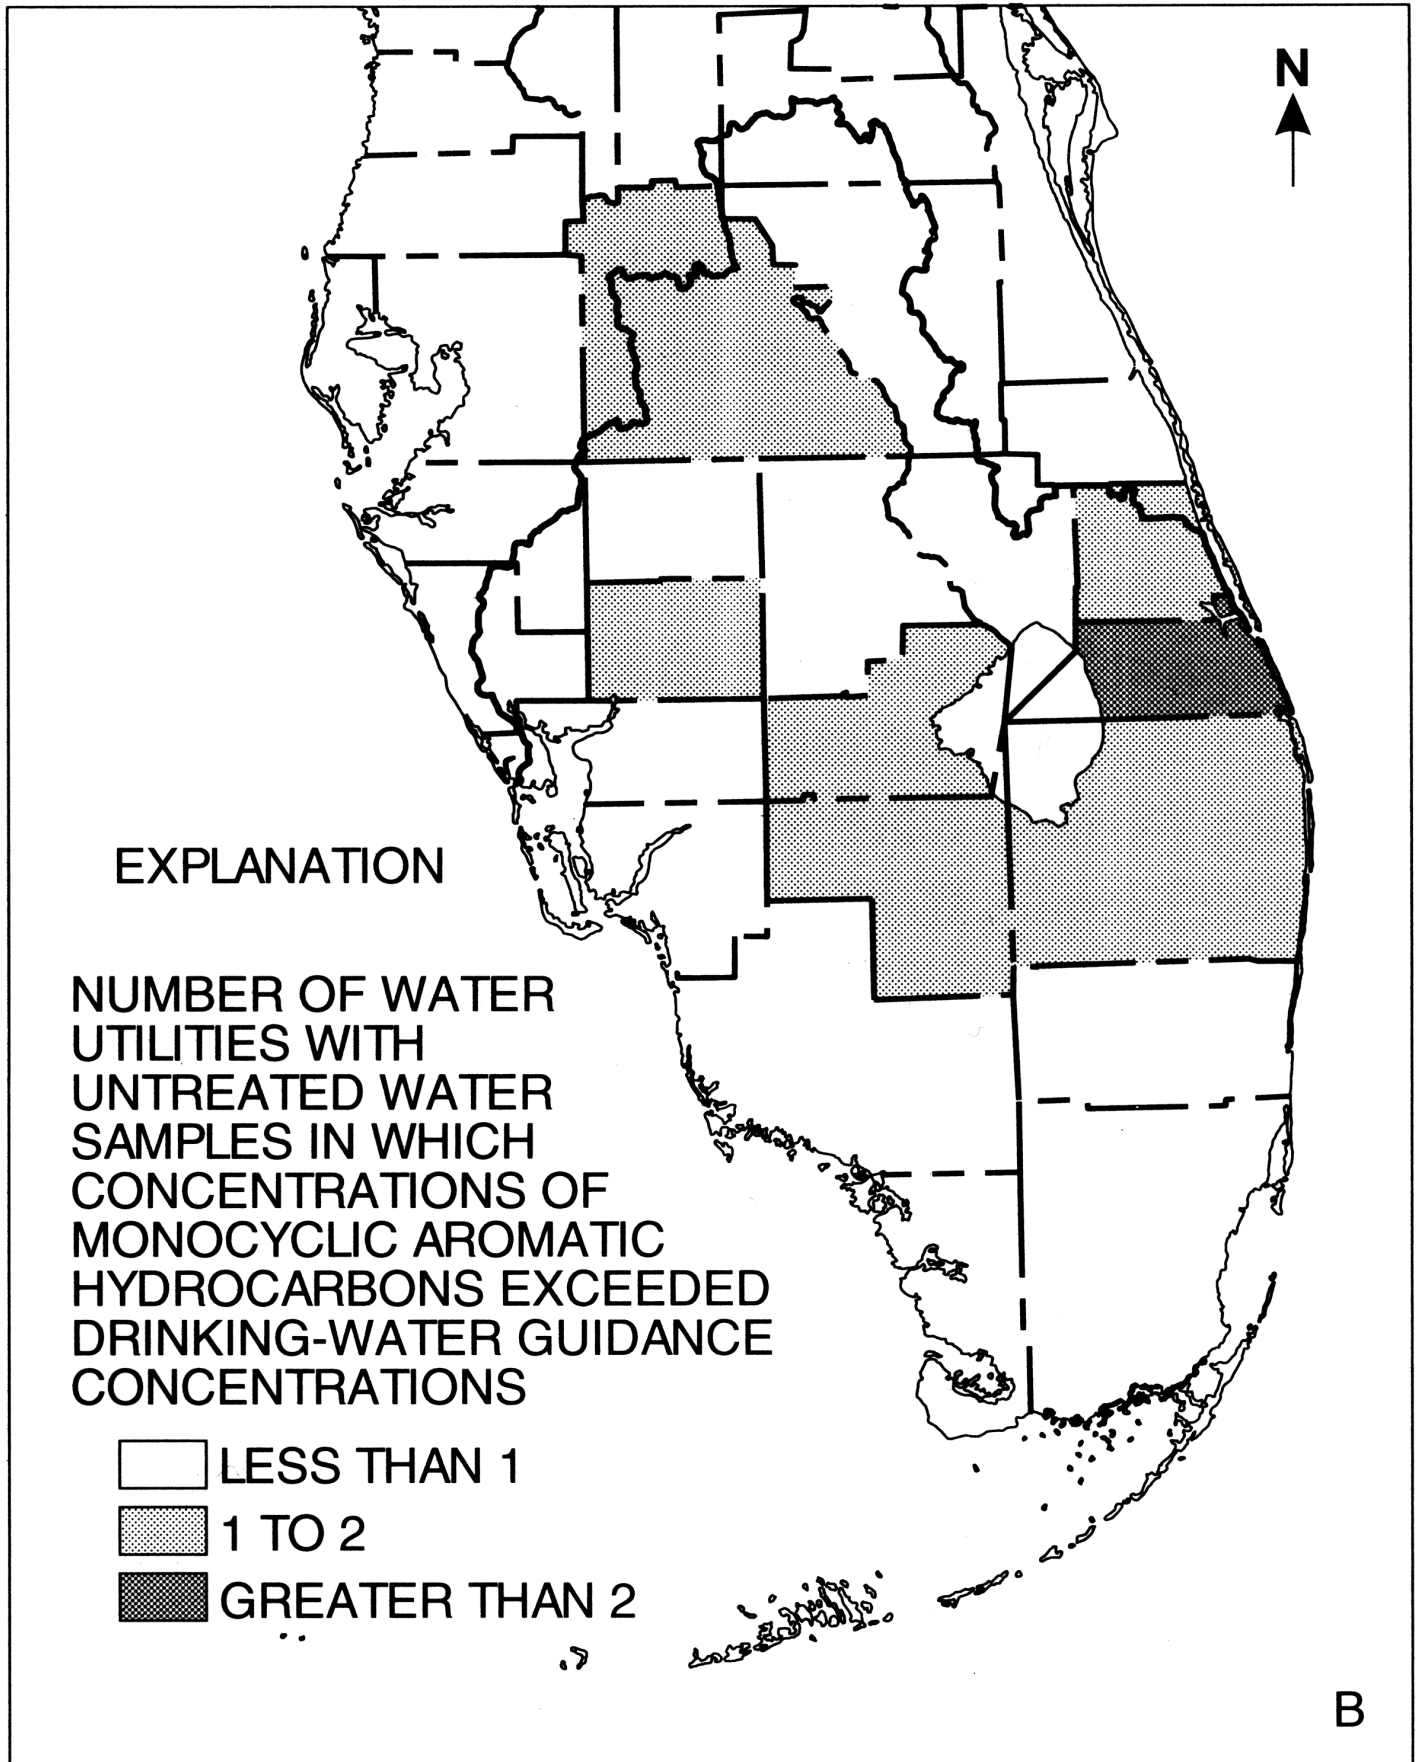 N
EXPLANATION
NUMBER OF WATER
UTILITIES WITH
UNTREATED WATER
SAMPLES IN WHICH
CONCENTRATIONS OF
MONOCYCLIC AROMATIC
HYDROCARBONS EXCEEDED
DRINKING-WATER GUIDANCE
CONCENTRATIONS
LESS THAN 1
1 TO 2
GREATER THAN 2
B